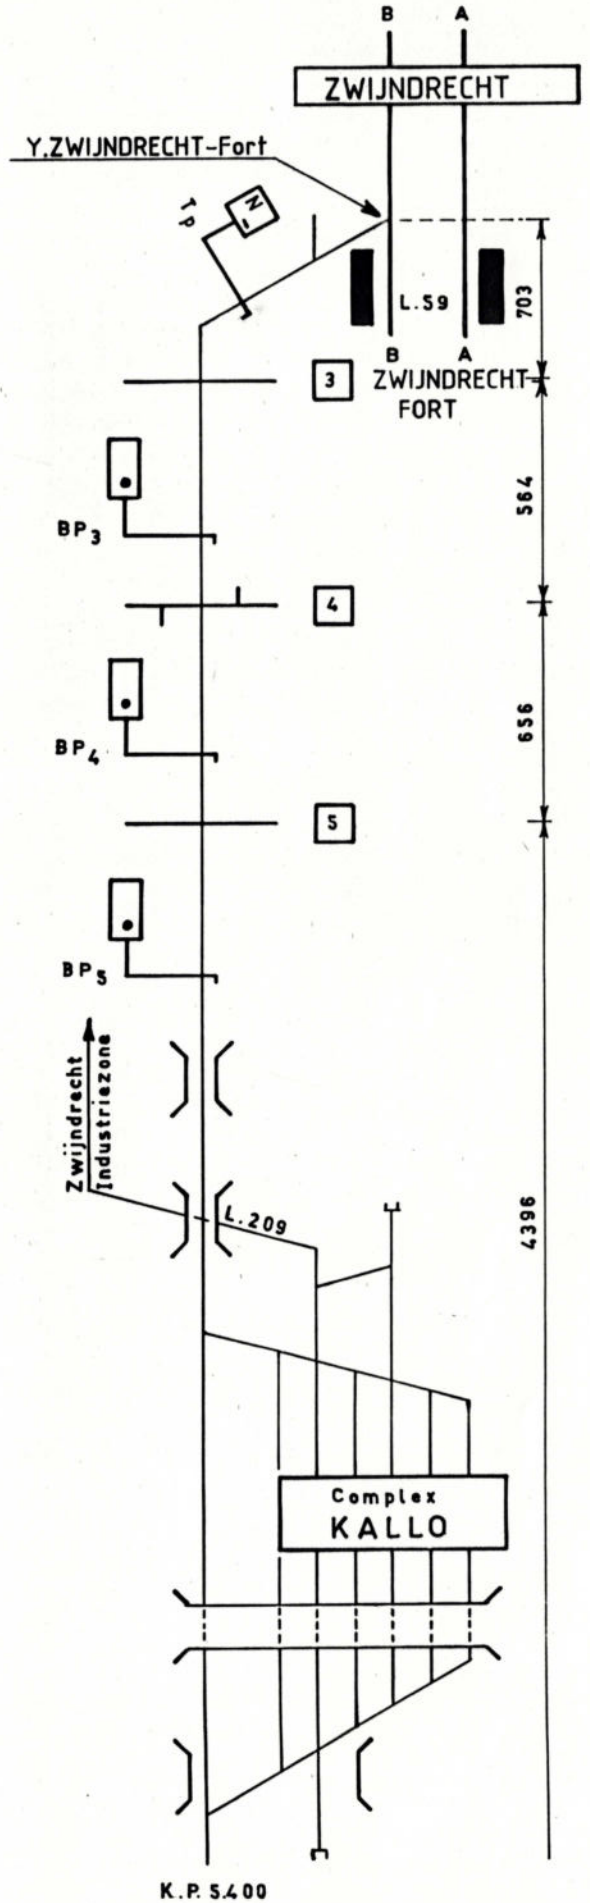 B A
ZWIJNDRECHT
Y.ZWIJNDRECHT-Fort
Tp
N
L.59
703
B A
3
ZWIJNDRECHT
FORT
564
BP3
4
656
BP4
5
BP5
Zwijndrecht
Industriezone
L.209
4396
Complex
KALLO
K.P. 5.400